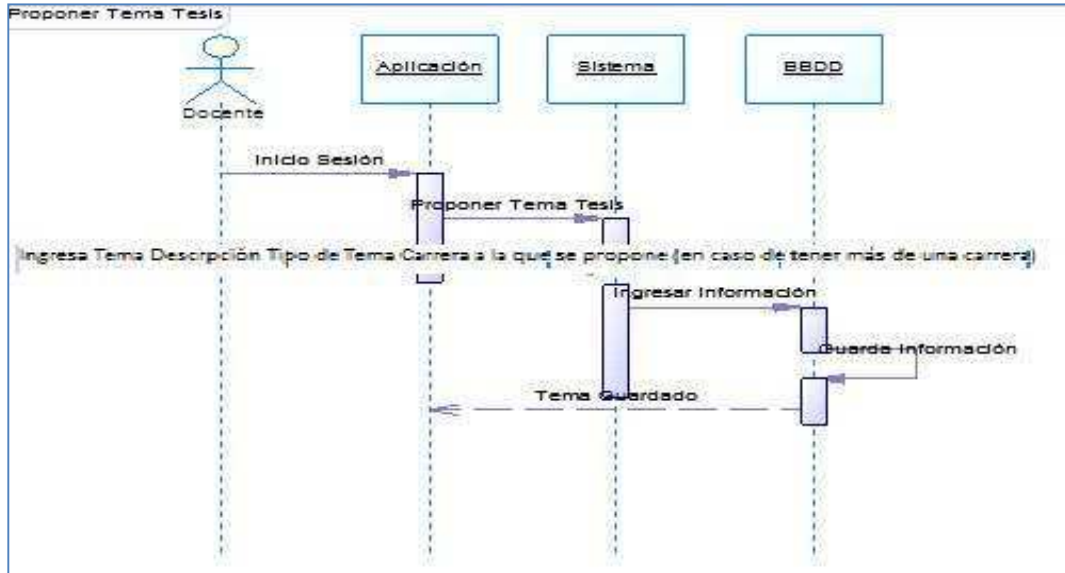 Proponer Tema Tesis
Docente
Aplicación
Sistema
BBDD
Inicio Sesión
Proponer Tema Tesis
Ingresa Tema Descrpción Tipo de Tema Carrera a la que se propone (en caso de tener más de una carrera)
Ingresar Información
Guarda Información
Tema Guardado